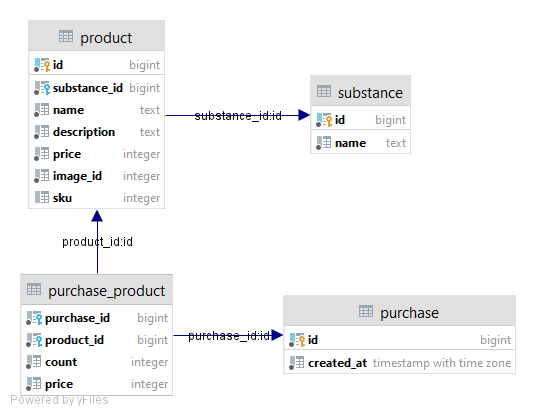 product
id bigint
substance_id bigint
name text
description text
price integer
image_id integer
sku integer
substance
id bigint
name text
substance_id:id
product_id:id
purchase_product
purchase_id bigint
product_id bigint
count integer
price integer
purchase_id:id
purchase
id bigint
created_at timestamp with time zone
Powered by yFiles